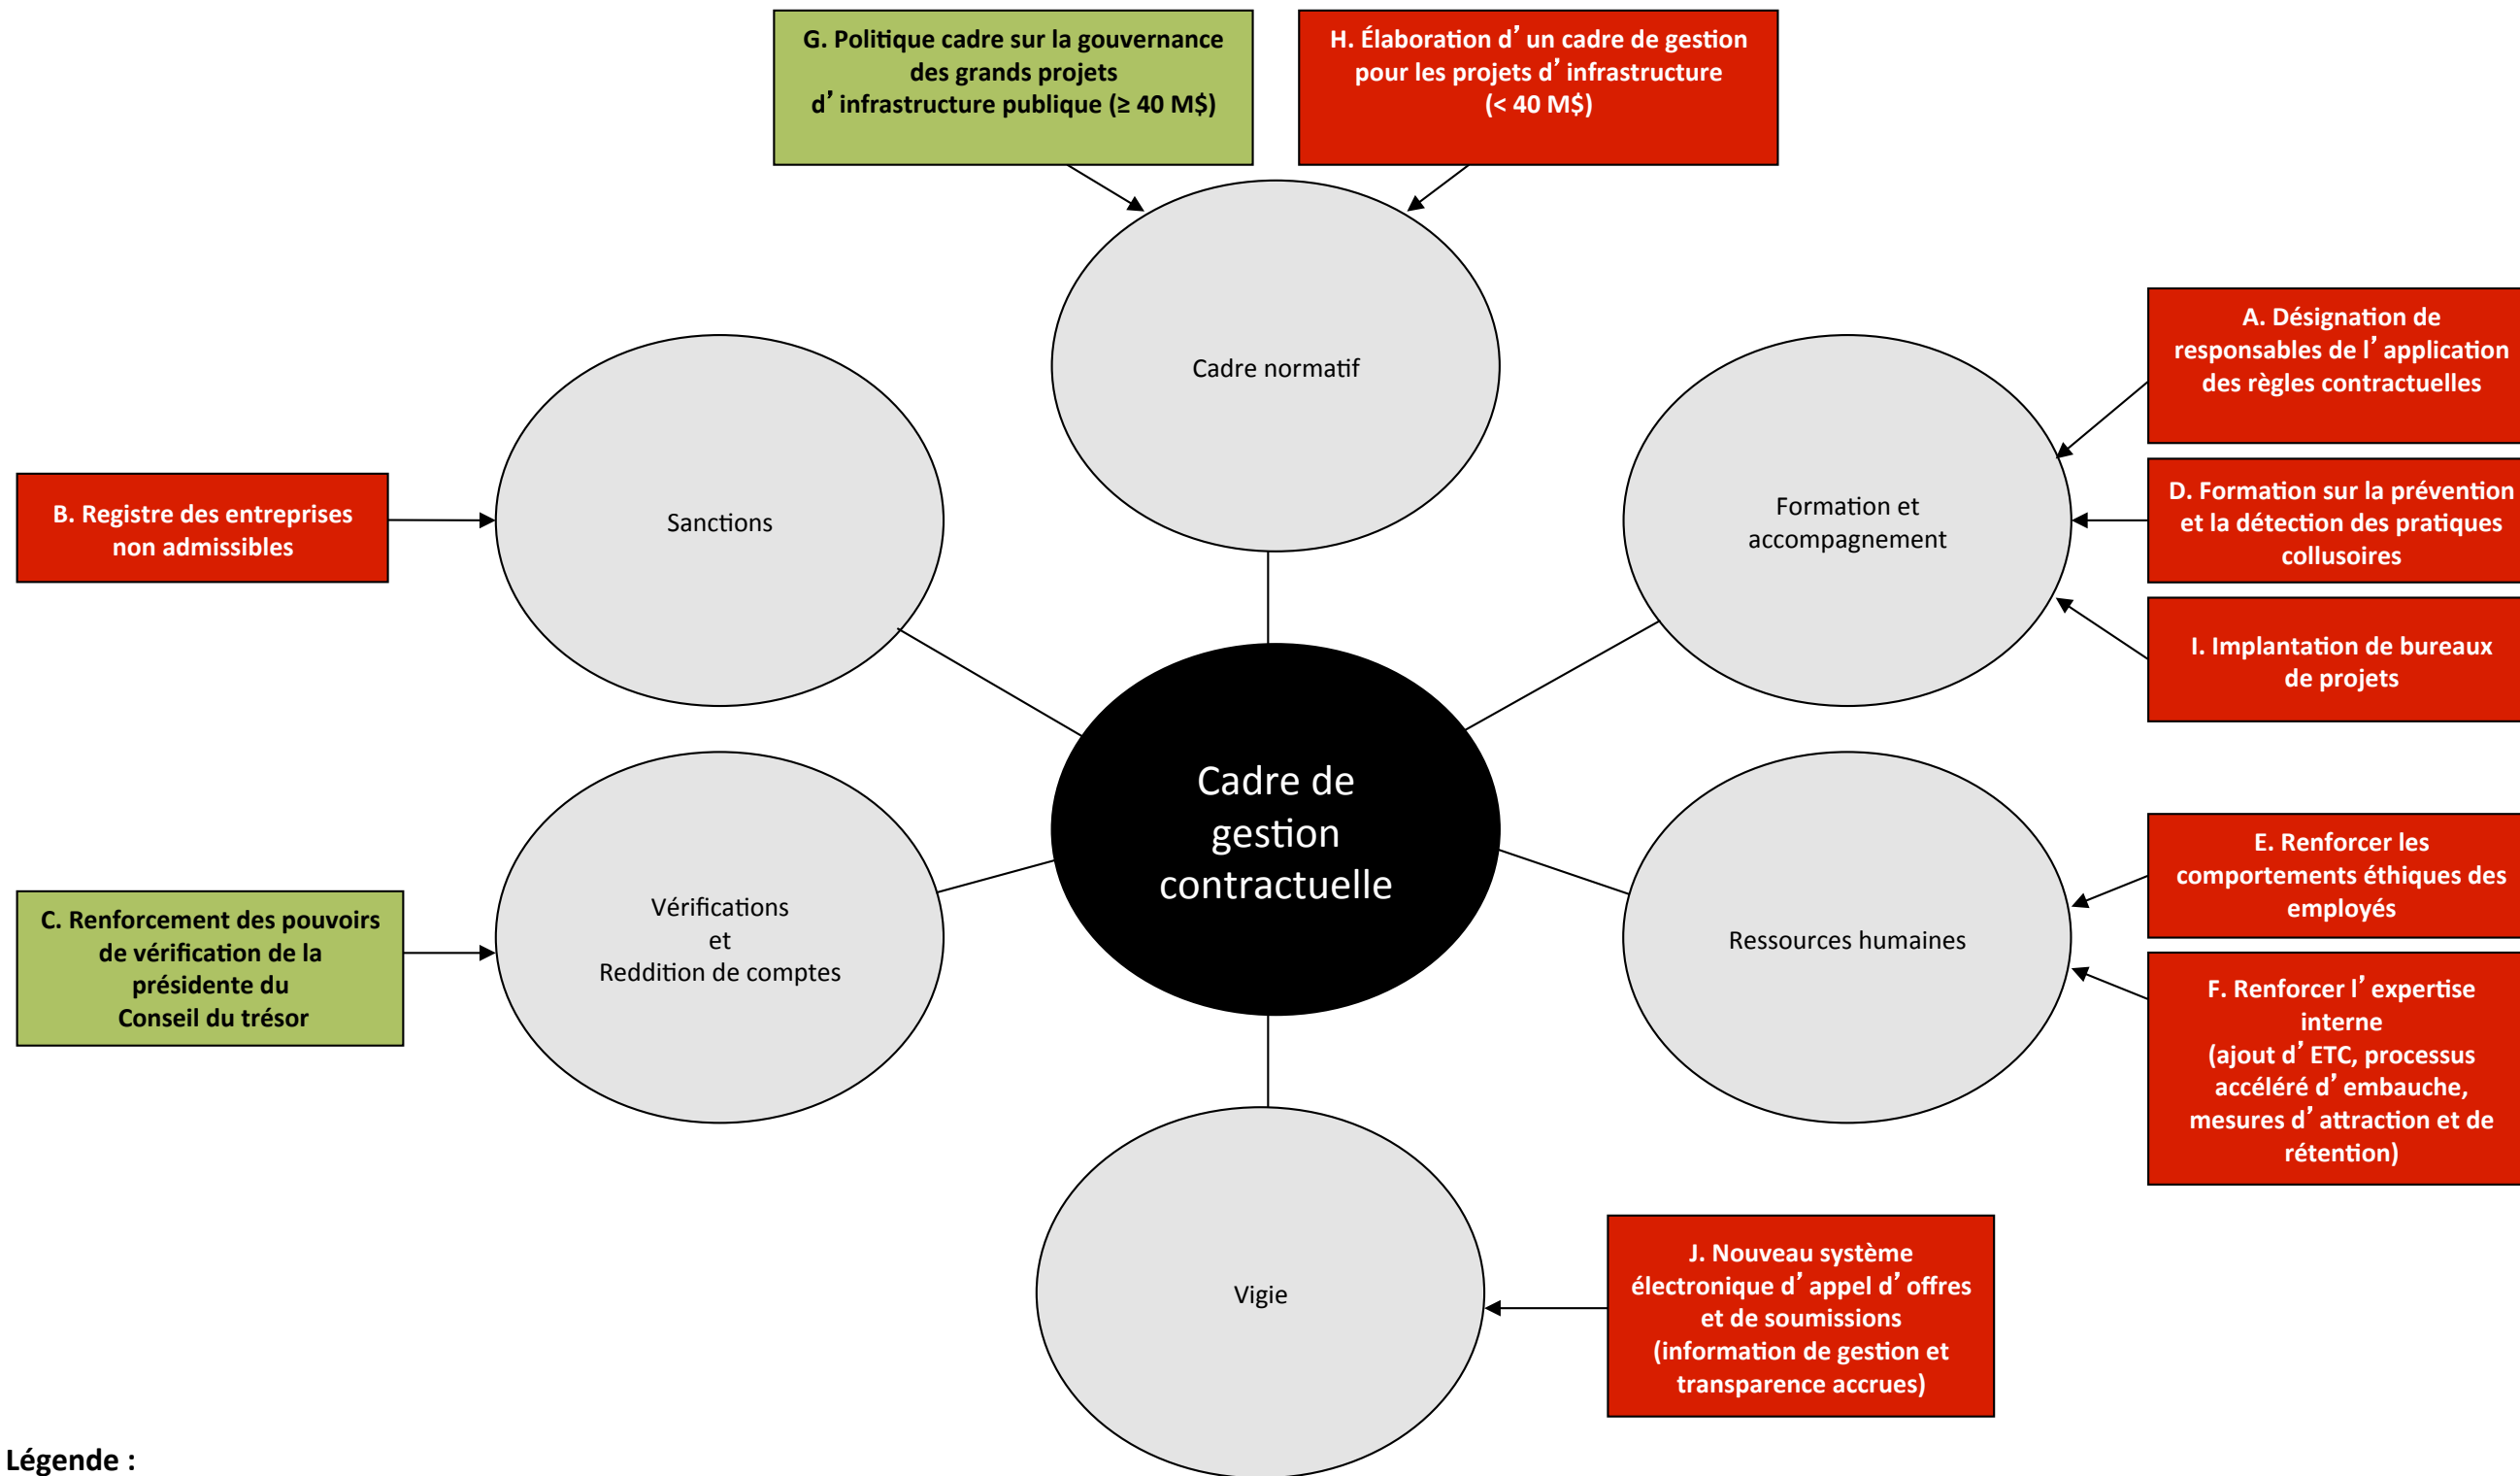 G. Politique cadre sur la gouvernance
des grands projets
d’ infrastructure publique (≥ 40 M$)
H. Élaboration d’ un cadre de gestion
pour les projets d’ infrastructure
(< 40 M$)
Cadre normatif
A. Désignation de
responsables de l’ application
des règles contractuelles
B. Registre des entreprises
non admissibles
Sanctions
Formation et
accompagnement
D. Formation sur la prévention
et la détection des pratiques
collusoires
I. Implantation de bureaux
de projets
Cadre de
gestion
contractuelle
C. Renforcement des pouvoirs
de vérification de la
présidente du
Conseil du trésor
Vérifications
et
Reddition de comptes
Ressources humaines
E. Renforcer les
comportements éthiques des
employés
F. Renforcer l’ expertise
interne
(ajout d’ ETC, processus
accéléré d’ embauche,
mesures d’ attraction et de
rétention)
Vigie
J. Nouveau système
électronique d’ appel d’ offres
et de soumissions
(information de gestion et
transparence accrues)
Légende :